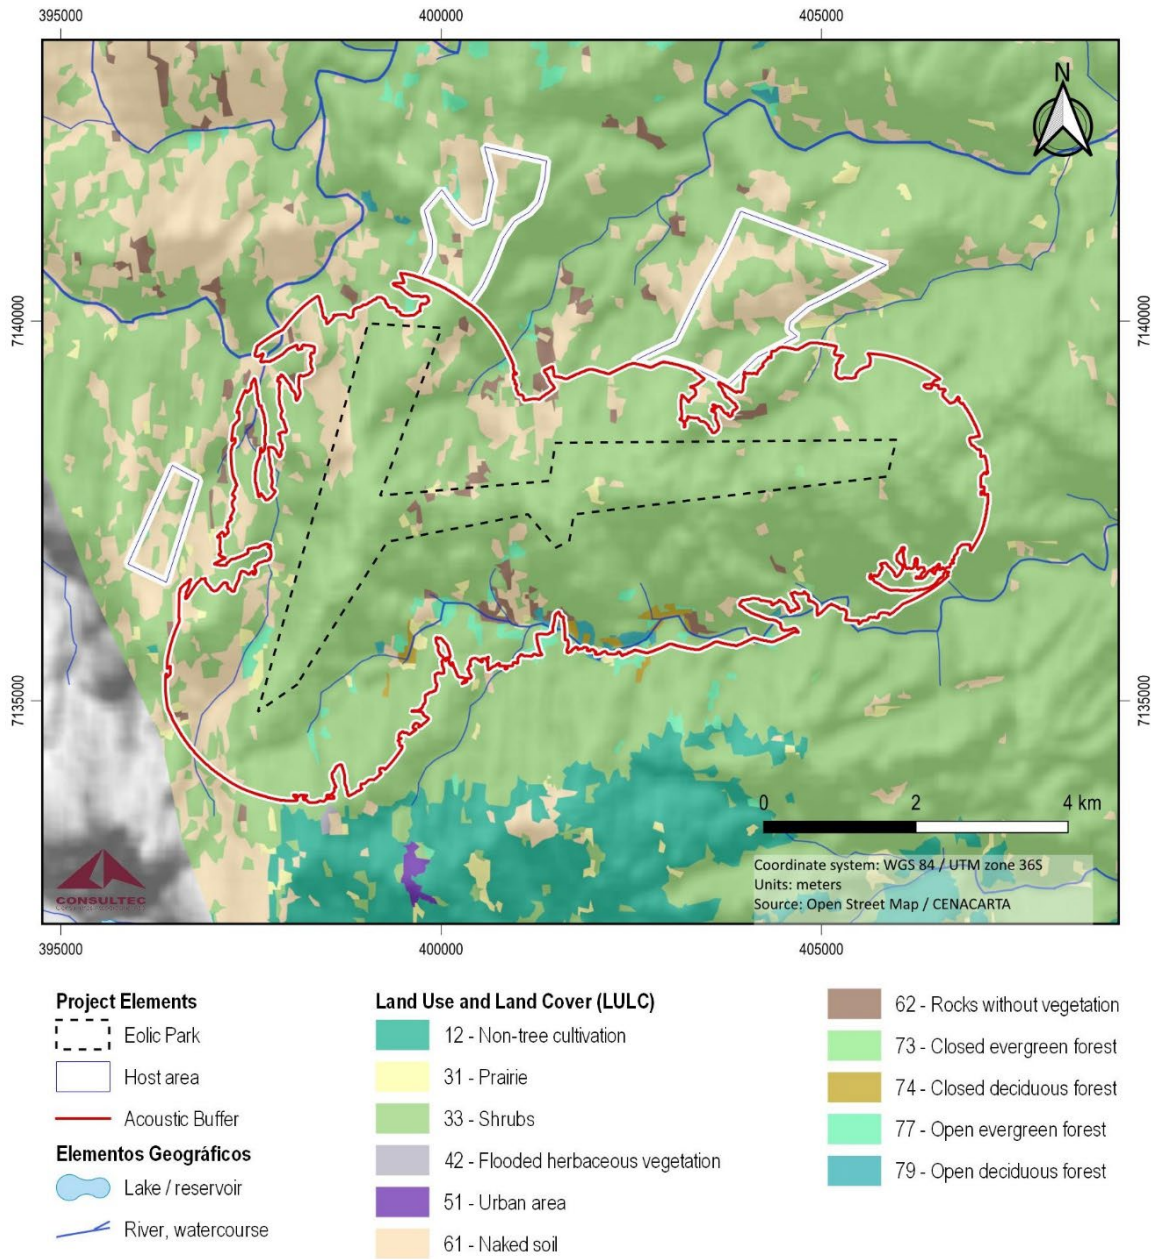 395000 400000 405000
N
7140000 7140000
7135000 7135000
0 2 4 km
Coordinate system: WGS 84 / UTM zone 36S
Units: meters
Source: Open Street Map / CENACARTA
CONSULTEC
395000 400000 405000
Project Elements
Eolic Park
Host area
Acoustic Buffer
Elementos Geográficos
Lake / reservoir
River, watercourse
Land Use and Land Cover (LULC)
12 - Non-tree cultivation
31 - Prairie
33 - Shrubs
42 - Flooded herbaceous vegetation
51 - Urban area
61 - Naked soil
62 - Rocks without vegetation
73 - Closed evergreen forest
74 - Closed deciduous forest
77 - Open evergreen forest
79 - Open deciduous forest